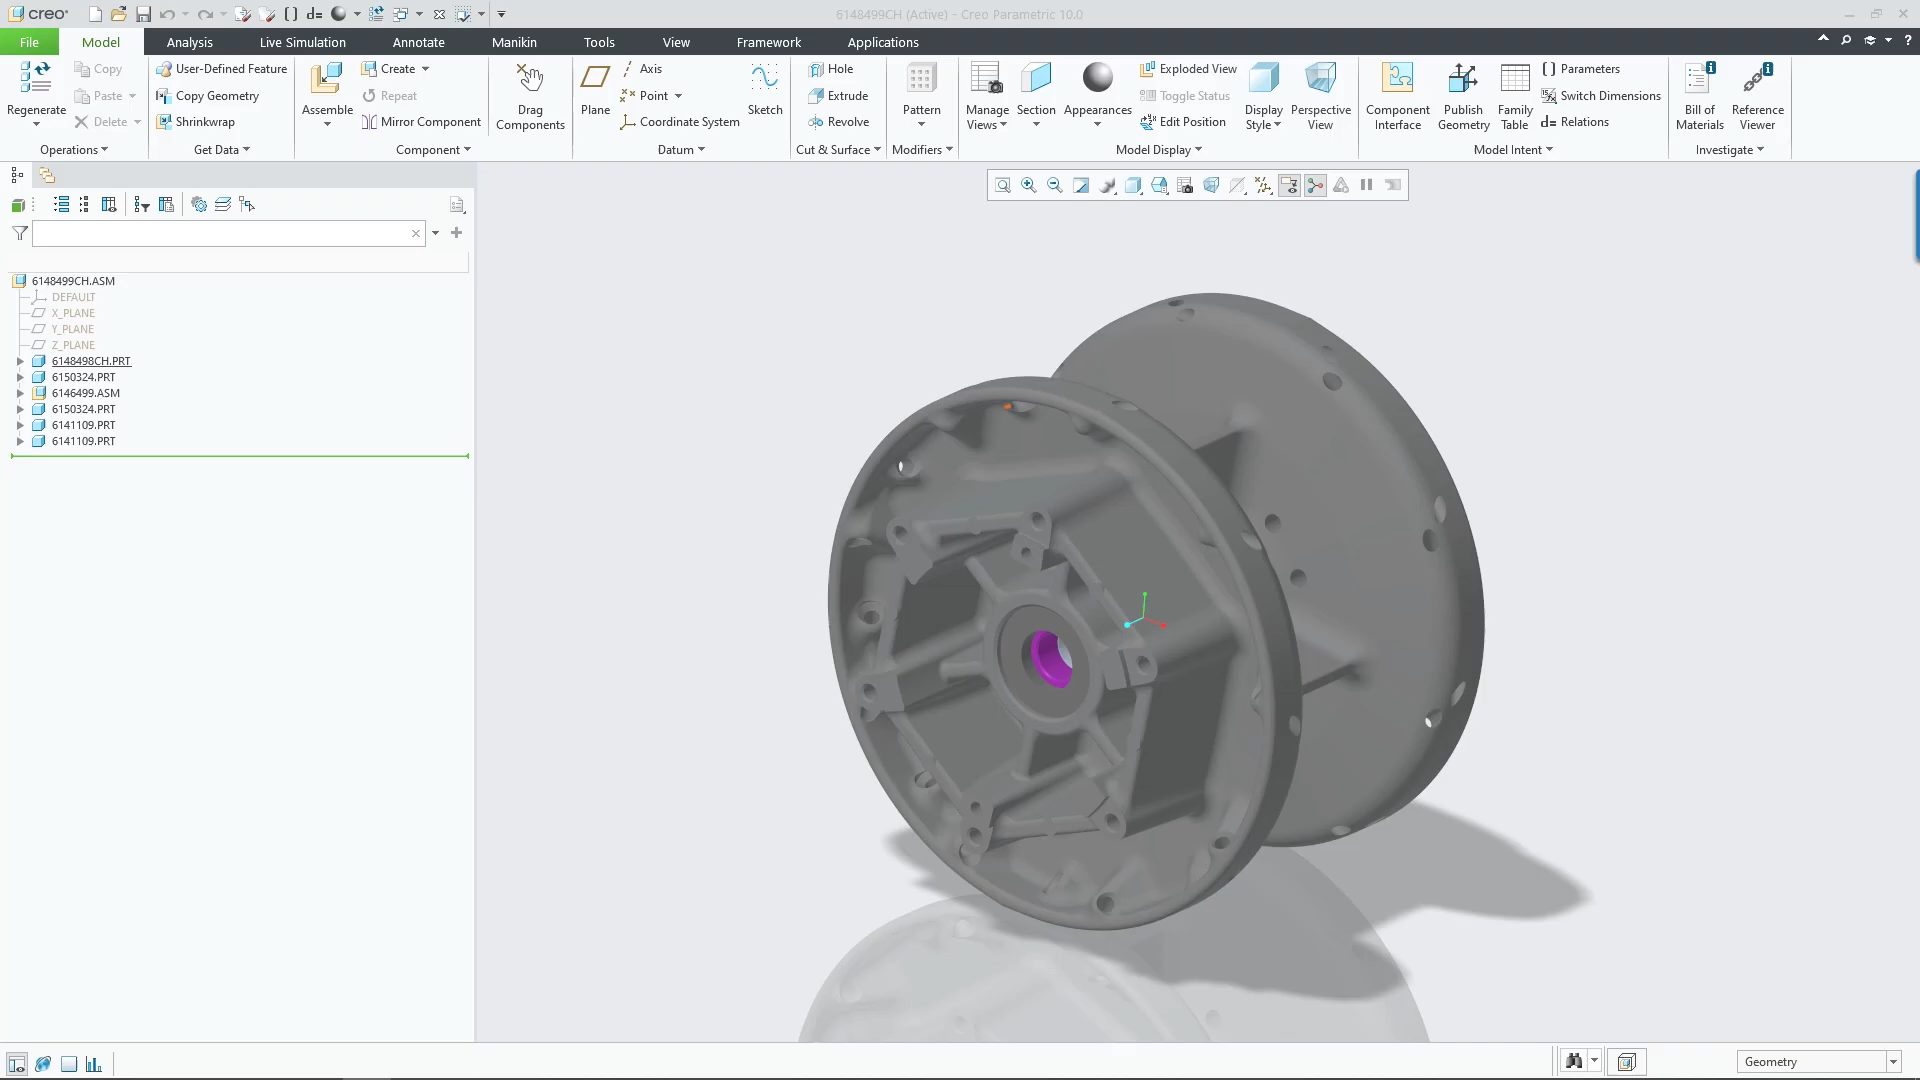 creo
d=
6148499CH (Active) - Creo Parametric 10.0
File
Model
Analysis
Live Simulation
Annotate
Manikin
Tools
View
Framework
Applications
?
Regenerate
Copy
Paste
Delete
Operations
User-Defined Feature
Copy Geometry
Shrinkwrap
Get Data
Assemble
Create
Repeat
Mirror Component
Component
Drag
Components
Plane
Axis
Point
Coordinate System
Sketch
Datum
Hole
Extrude
Revolve
Cut & Surface
Pattern
Modifiers
Manage
Views
Section
Appearances
Exploded View
Toggle Status
Edit Position
Display
Style
Perspective
View
Model Display
Component
Interface
Publish
Geometry
Family
Table
Parameters
Switch Dimensions
d= Relations
Model Intent
Bill of
Materials
Reference
Viewer
Investigate
6148499CH.ASM
DEFAULT
X_PLANE
Y_PLANE
Z_PLANE
6148498CH.PRT
6150324.PRT
6146499.ASM
6150324.PRT
6141109.PRT
6141109.PRT
Geometry